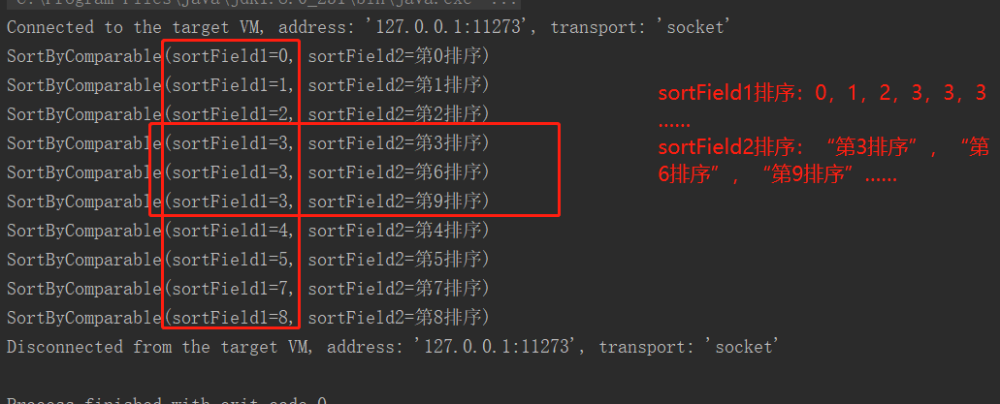 Connected to the target VM, address: '127.0.0.1:11273', transport: 'socket'
SortByComparable(sortField1=0, sortField2=第0排序)
SortByComparable(sortField1=1, sortField2=第1排序)
SortByComparable(sortField1=2, sortField2=第2排序)
SortByComparable(sortField1=3, sortField2=第3排序)
SortByComparable(sortField1=3, sortField2=第6排序)
SortByComparable(sortField1=3, sortField2=第9排序)
SortByComparable(sortField1=4, sortField2=第4排序)
SortByComparable(sortField1=5, sortField2=第5排序)
SortByComparable(sortField1=7, sortField2=第7排序)
SortByComparable(sortField1=8, sortField2=第8排序)
Disconnected from the target VM, address: '127.0.0.1:11273', transport: 'socket'
Process finished with exit code 0
sortField1排序：0，1，2，3，3，3
……
sortField2排序：“第3排序”，“第
6排序”，“第9排序”……